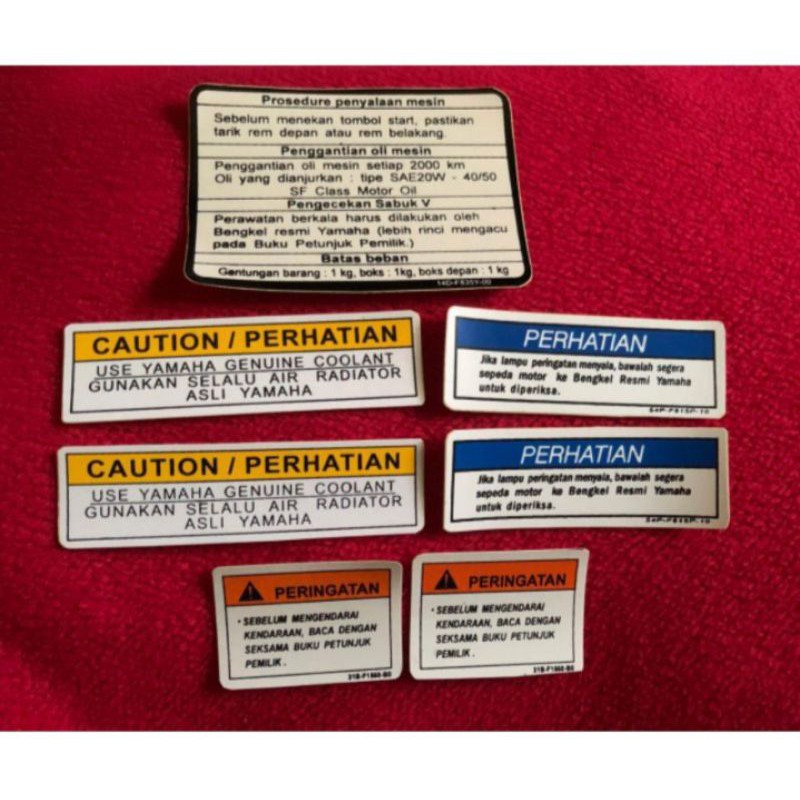 Prosedure penyalaan mesin
Sebelum menekan tombol start, pastikan
tarik rem depan atau rem belakang.
Penggantian oli mesin
Penggantian oli mesin setiap 2000 km
Oli yang dianjurkan : tipe SAE20W - 40/50
SF Class Motor Oil
Pengecekan Sabuk V
Perawatan berkala harus dilakukan oleh
Bengkel resmi Yamaha (lebih rinci mengacu
pada Buku Petunjuk Pemilik.)
Batas beban
Gantungan barang : 1 kg, boks : 1kg, boks depan : 1 kg
CAUTION / PERHATIAN
USE YAMAHA GENUINE COOLANT
GUNAKAN SELALU AIR RADIATOR
ASLI YAMAHA
PERHATIAN
Jika lampu peringatan menyala, bawalah segera
sepeda motor ke Bengkel Resmi Yamaha
untuk diperiksa.
CAUTION / PERHATIAN
USE YAMAHA GENUINE COOLANT
GUNAKAN SELALU AIR RADIATOR
ASLI YAMAHA
PERHATIAN
Jika lampu peringatan menyala, bawalah segera
sepeda motor ke Bengkel Resmi Yamaha
untuk diperiksa.
PERINGATAN
• SEBELUM MENGENDARAI
KENDARAAN, BACA DENGAN
SEKSAMA BUKU PETUNJUK
PEMILIK.
PERINGATAN
• SEBELUM MENGENDARAI
KENDARAAN, BACA DENGAN
SEKSAMA BUKU PETUNJUK
PEMILIK.